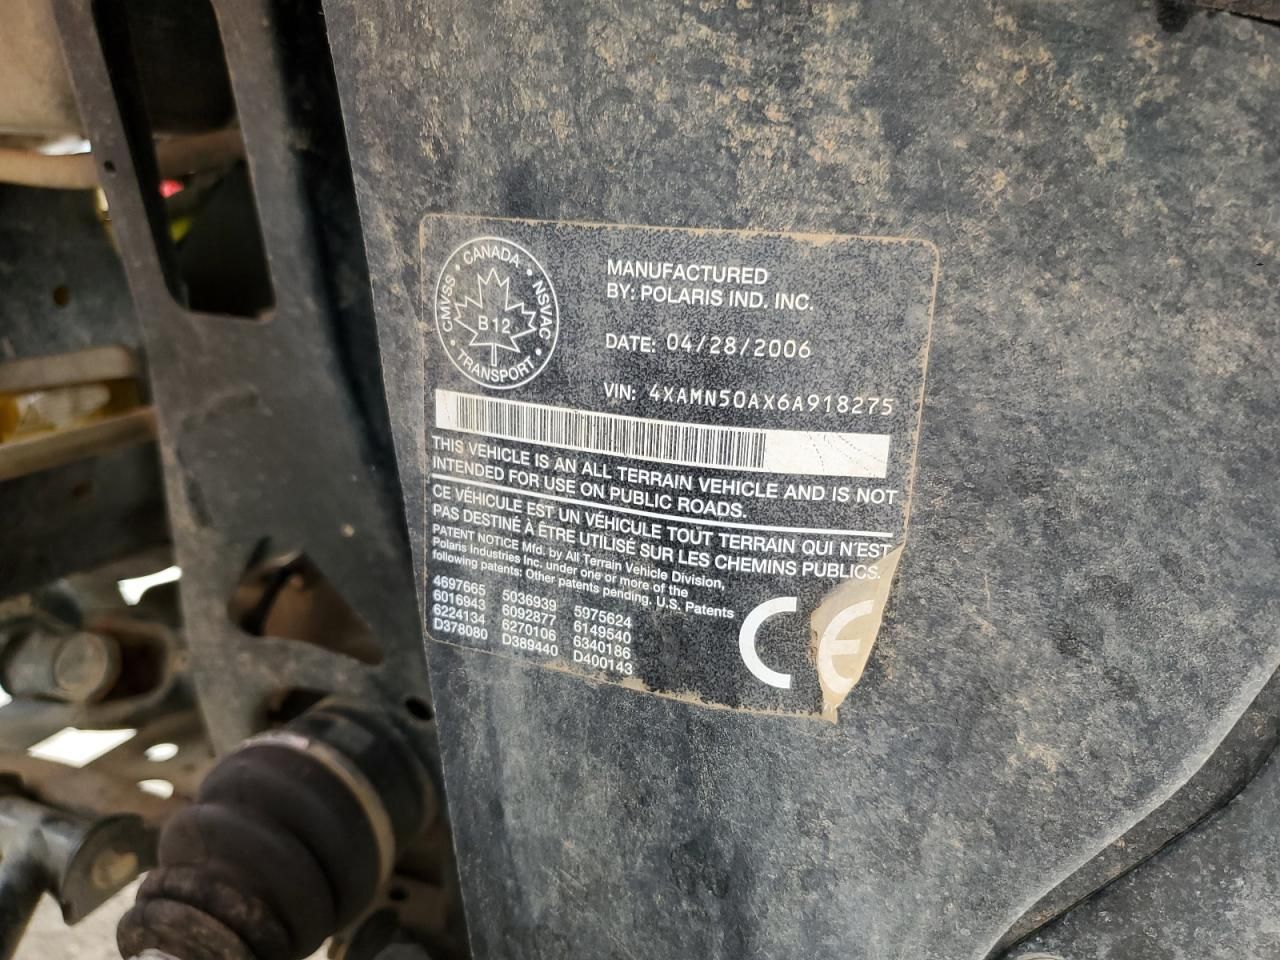 CANADA
CMVSS • NSVAC
B12
TRANSPORT
MANUFACTURED
BY: POLARIS IND. INC.
DATE: 04/28/2006
VIN: 4XAMN50AX6A918275
THIS VEHICLE IS AN ALL TERRAIN VEHICLE AND IS NOT
INTENDED FOR USE ON PUBLIC ROADS.
CE VÉHICULE EST UN VÉHICULE TOUT TERRAIN QUI N'EST
PAS DESTINÉ À ÊTRE UTILISÉ SUR LES CHEMINS PUBLICS.
PATENT NOTICE Mfd. by All Terrain Vehicle Division,
Polaris Industries Inc. under one or more of the
following patents: Other patents pending. U.S. Patents
4697665 5036939 5975624
6016943 6092877 6149540
6224134 6270106 6340186
D378080 D389440 D400143
CE